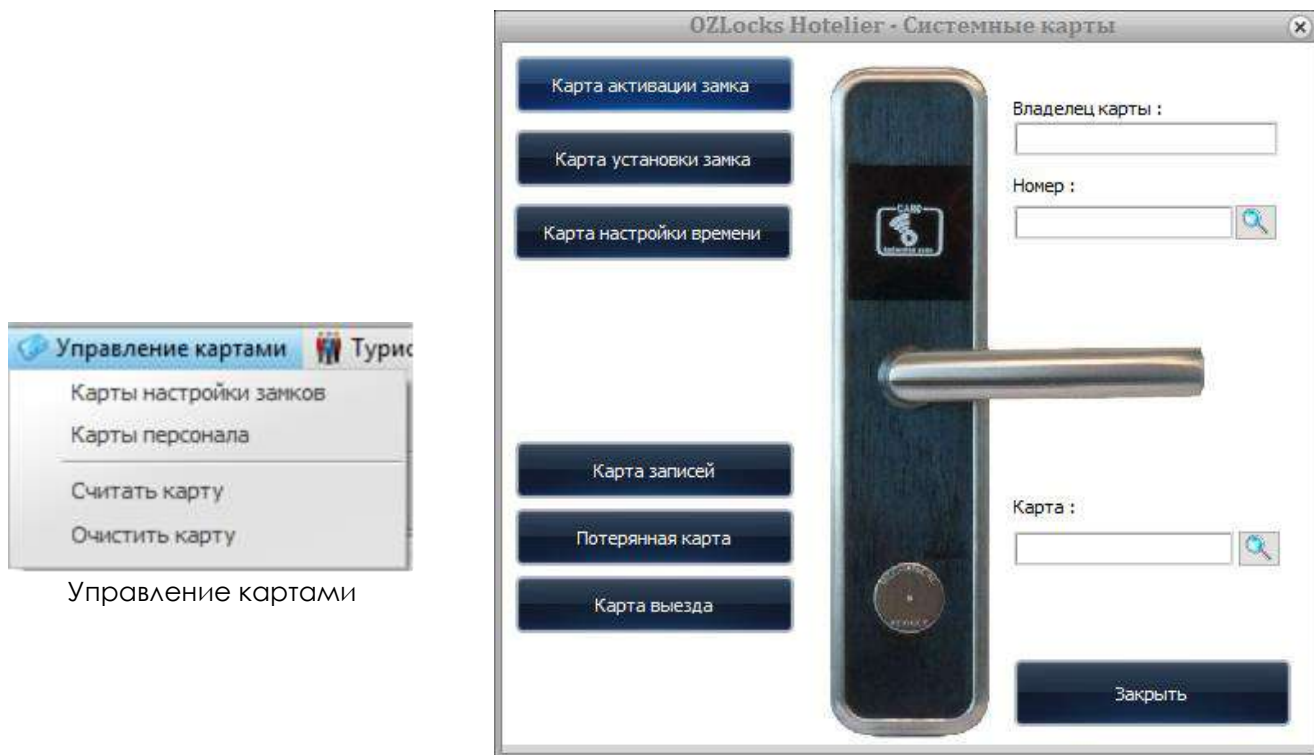 Управление картами
Карты настройки замков
Карты персонала
Считать карту
Очистить карту
Управление картами
OZLocks Hotelier - Системные карты
Карта активации замка
Карта установки замка
Карта настройки времени
Карта записей
Потерянная карта
Карта выезда
CARD
Владелец карты :
Номер :
Карта :
Закрыть